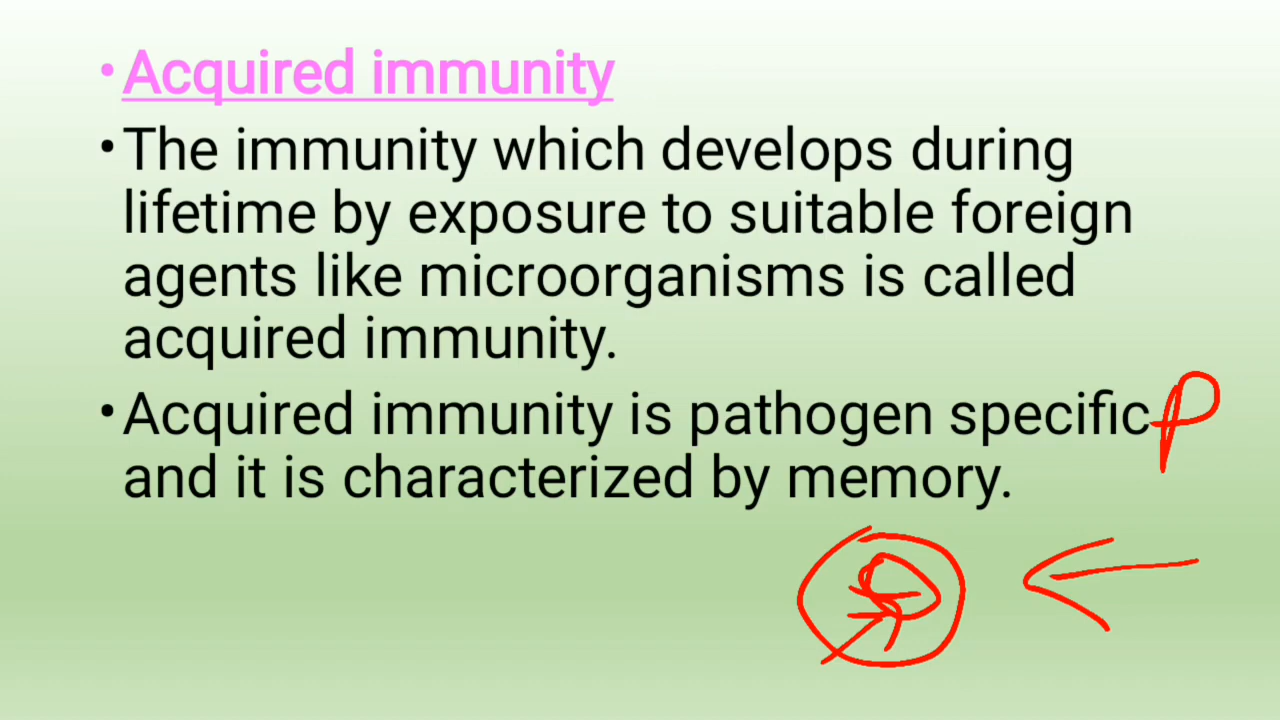 • Acquired immunity
• The immunity which develops during
lifetime by exposure to suitable foreign
agents like microorganisms is called
acquired immunity.
• Acquired immunity is pathogen specific P
and it is characterized by memory.